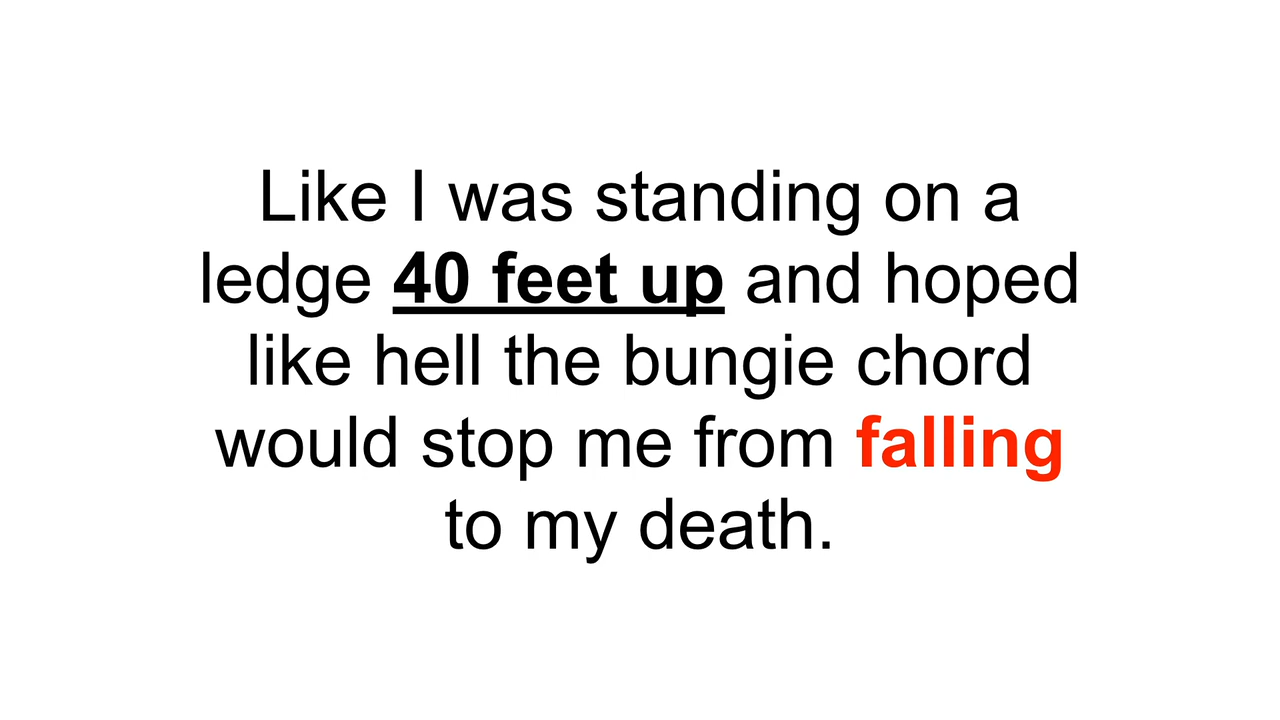 Like I was standing on a
ledge 40 feet up and hoped
like hell the bungie chord
would stop me from falling
to my death.